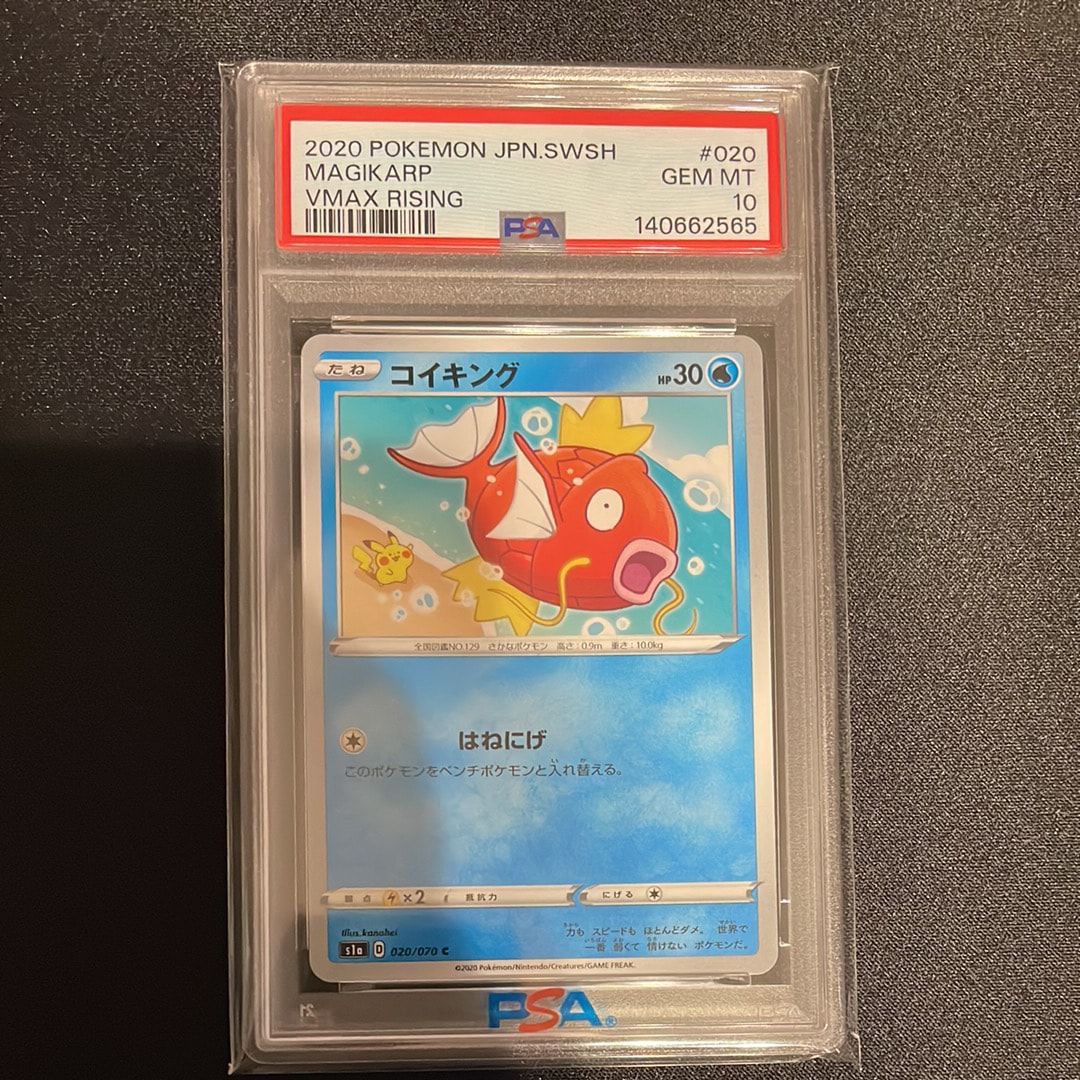 2020 POKEMON JPN.SWSH #020
MAGIKARP GEM MT
VMAX RISING 10
PSA 140662565
たね コイキング HP30
全国図鑑NO.129 さかなポケモン 高さ:0.9m 重さ:10.0kg
はねにげ
このポケモンをベンチポケモンと入れ替える。
弱点 ×2 抵抗力 にげる
Illus.kanahei
力も スピードも ほとんどダメ。 世界で
一番 弱くて 情けない ポケモンだ。
s1a D 020/070 C
©2020 Pokémon/Nintendo/Creatures/GAME FREAK.
PSA®